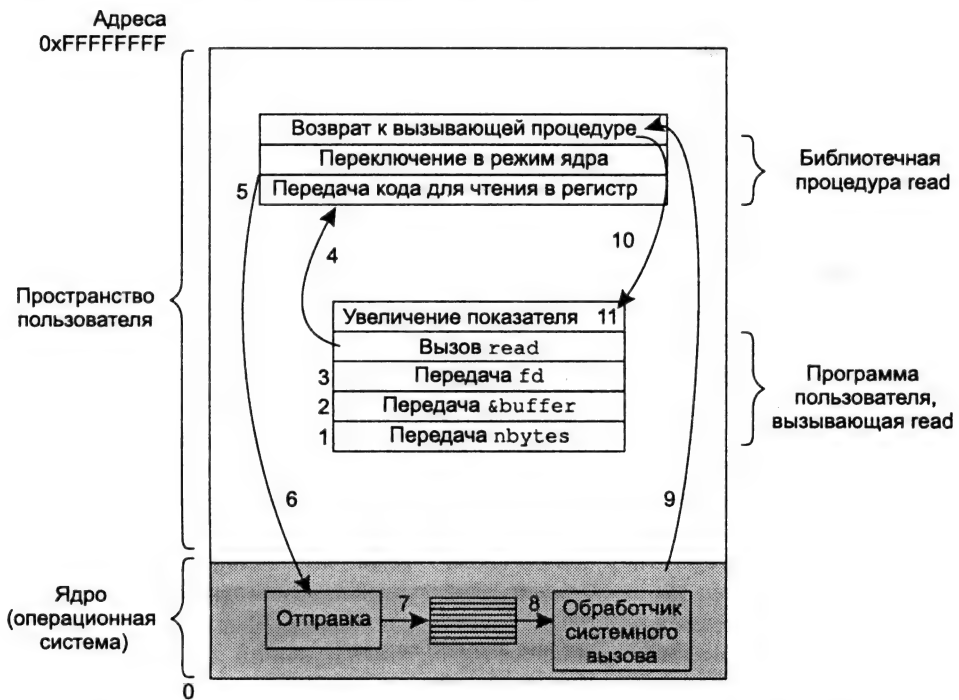 Адреса
0xFFFFFFFF
Возврат к вызывающей процедуре
Переключение в режим ядра
5 Передача кода для чтения в регистр
Библиотечная
процедура read
4
10
Пространство
пользователя
Увеличение показателя 11
Вызов read
3 Передача fd
2 Передача &buffer
1 Передача nbytes
Программа
пользователя,
вызывающая read
6
9
Ядро
(операционная
система)
Отправка
7
8
Обработчик
системного
вызова
0